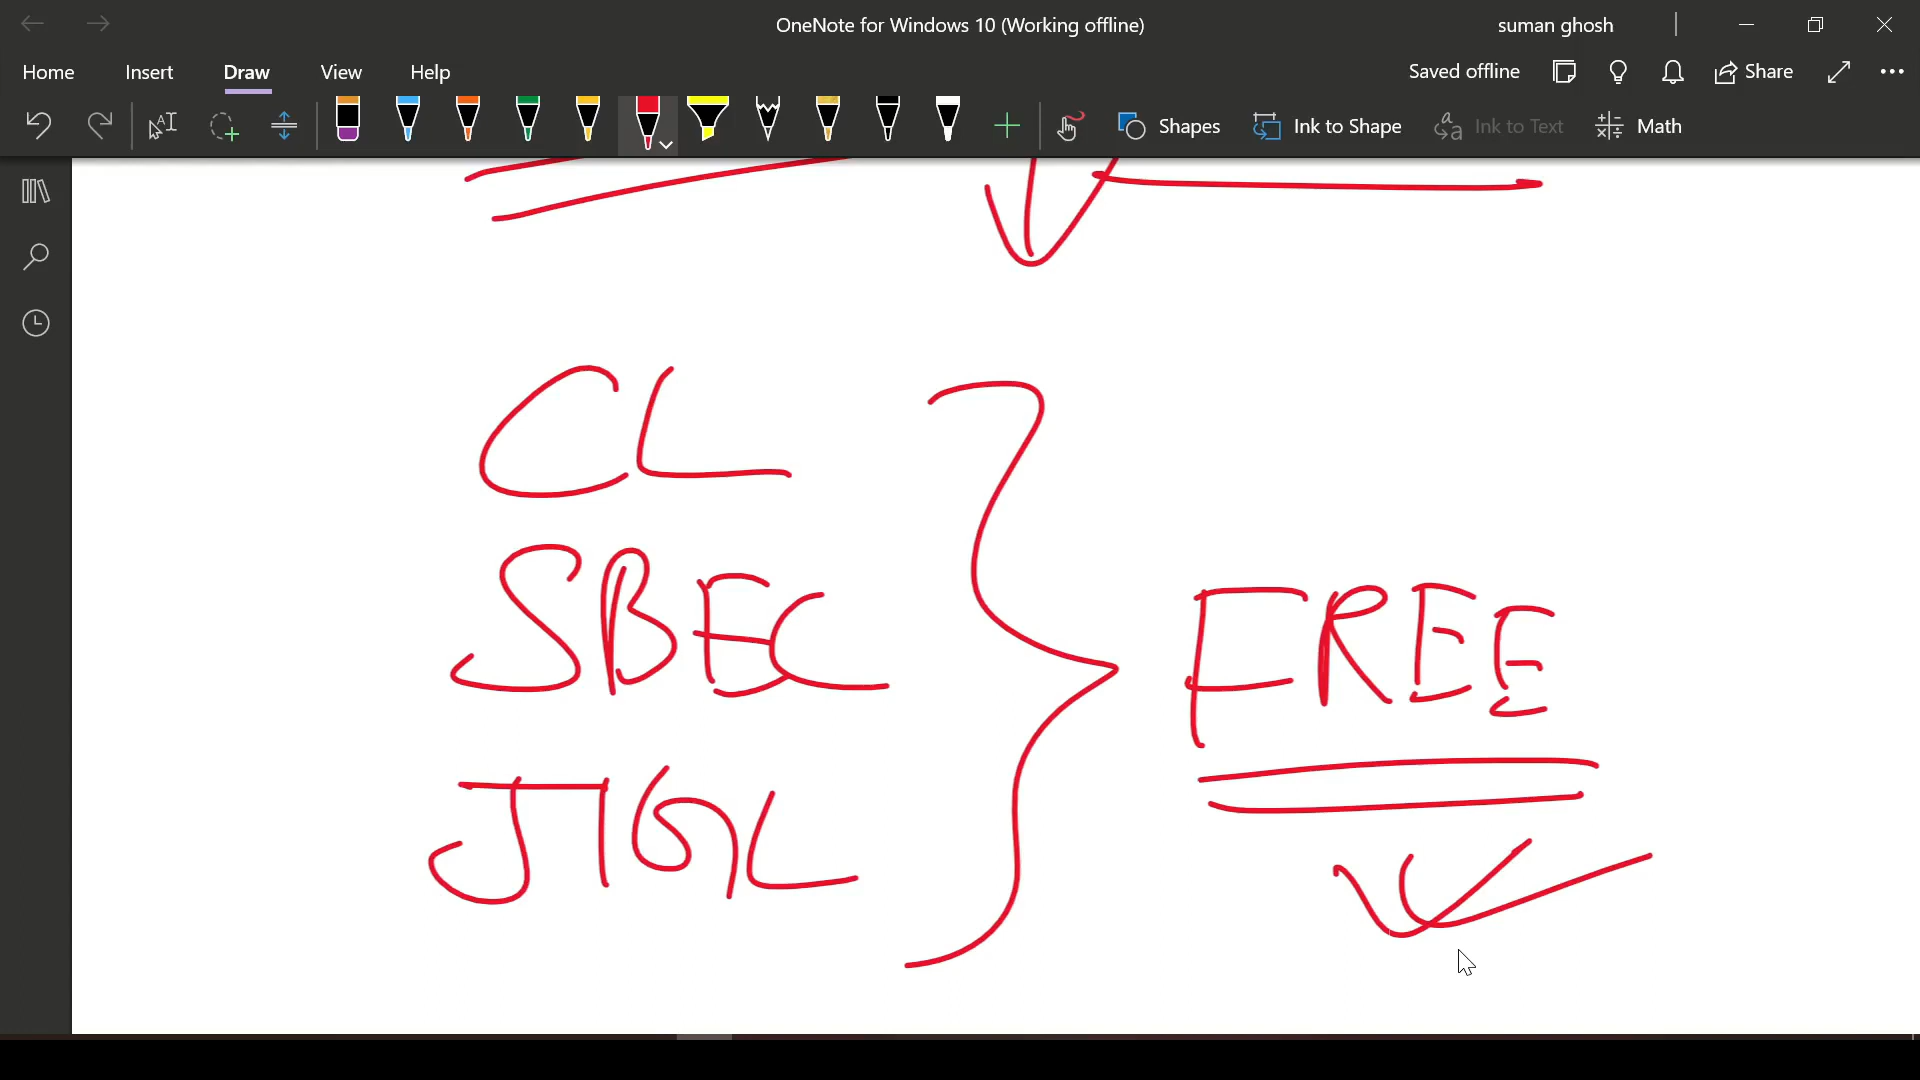 OneNote for Windows 10 (Working offline)
suman ghosh
Home Insert Draw View Help
Saved offline
Share
Shapes
Ink to Shape
Ink to Text
Math
CL
SBEC
JIGL
FREE